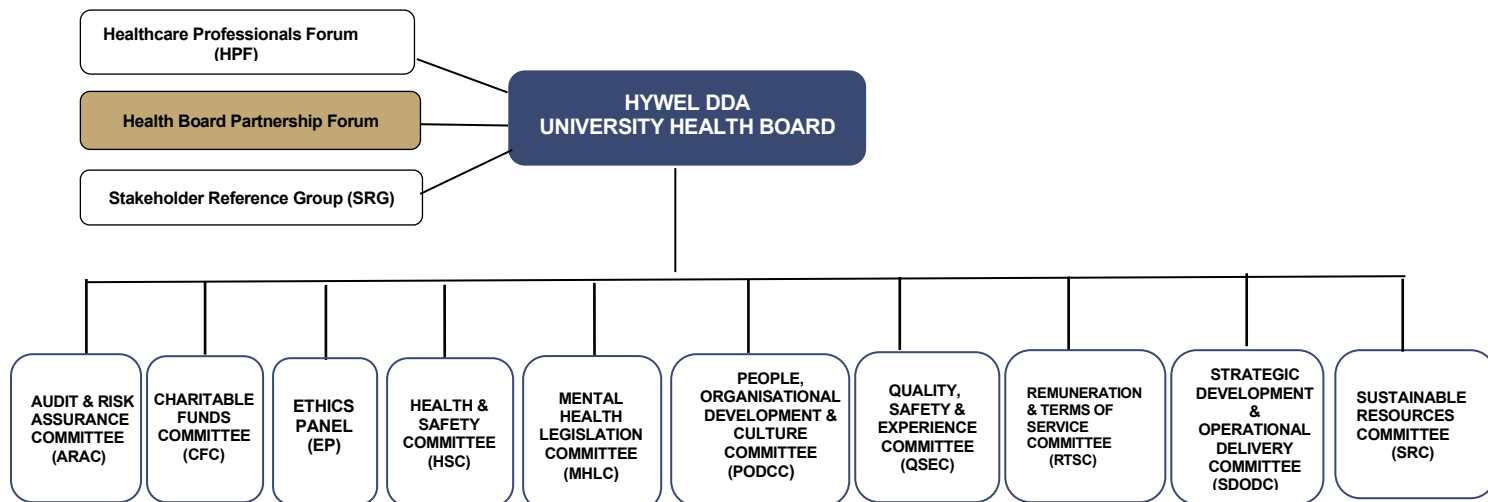 Healthcare Professionals Forum
(HPF)
HYWEL DDA
UNIVERSITY HEALTH BOARD
Health Board Partnership Forum
Stakeholder Reference Group (SRG)
AUDIT & RISK
ASSURANCE
COMMITTEE
(ARAC)
CHARITABLE
FUNDS
COMMITTEE
(CFC)
ETHICS
PANEL
(EP)
HEALTH &
SAFETY
COMMITTEE
(HSC)
MENTAL
HEALTH
LEGISLATION
COMMITTEE
(MHLC)
PEOPLE,
ORGANISATIONAL
DEVELOPMENT &
CULTURE
COMMITTEE
(PODCC)
QUALITY,
SAFETY &
EXPERIENCE
COMMITTEE
(QSEC)
REMUNERATION
& TERMS OF
SERVICE
COMMITTEE
(RTSC)
STRATEGIC
DEVELOPMENT
&
OPERATIONAL
DELIVERY
COMMITTEE
(SDODC)
SUSTAINABLE
RESOURCES
COMMITTEE
(SRC)